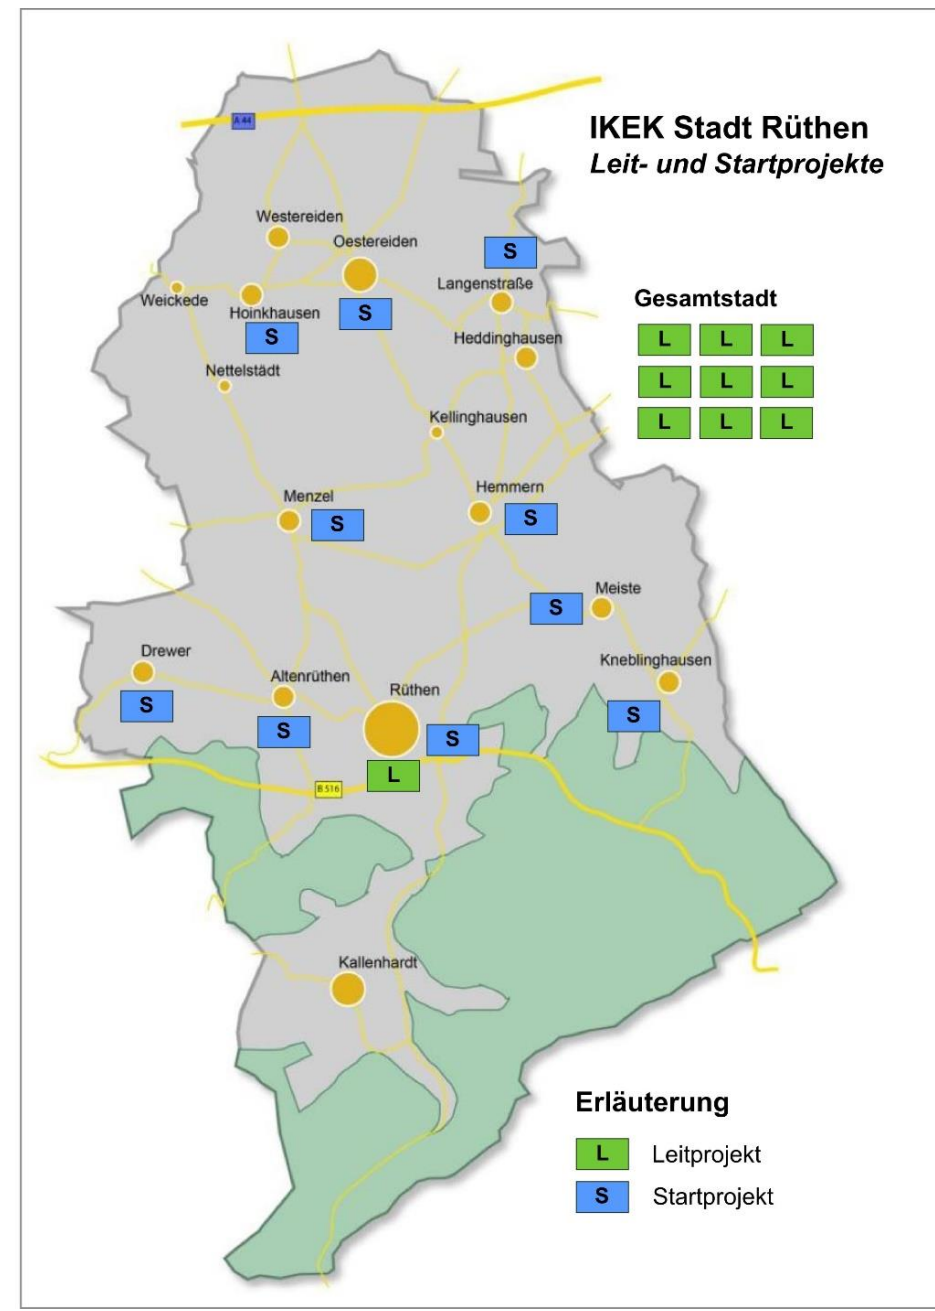 A 44
IKEK Stadt Rüthen
Leit- und Startprojekte
Westereiden
Oestereiden
S
Langenstraße
Weickede
Hoinkhausen
S
S
Gesamtstadt
L L L
L L L
L L L
Heddinghausen
Nettelstädt
Kellinghausen
Menzel
S
Hemmern
S
Meiste
S
Drewer
S
Altenrüthen
S
Rüthen
S
L
Kneblinghausen
S
B 516
Kallenhardt
Erläuterung
L Leitprojekt
S Startprojekt